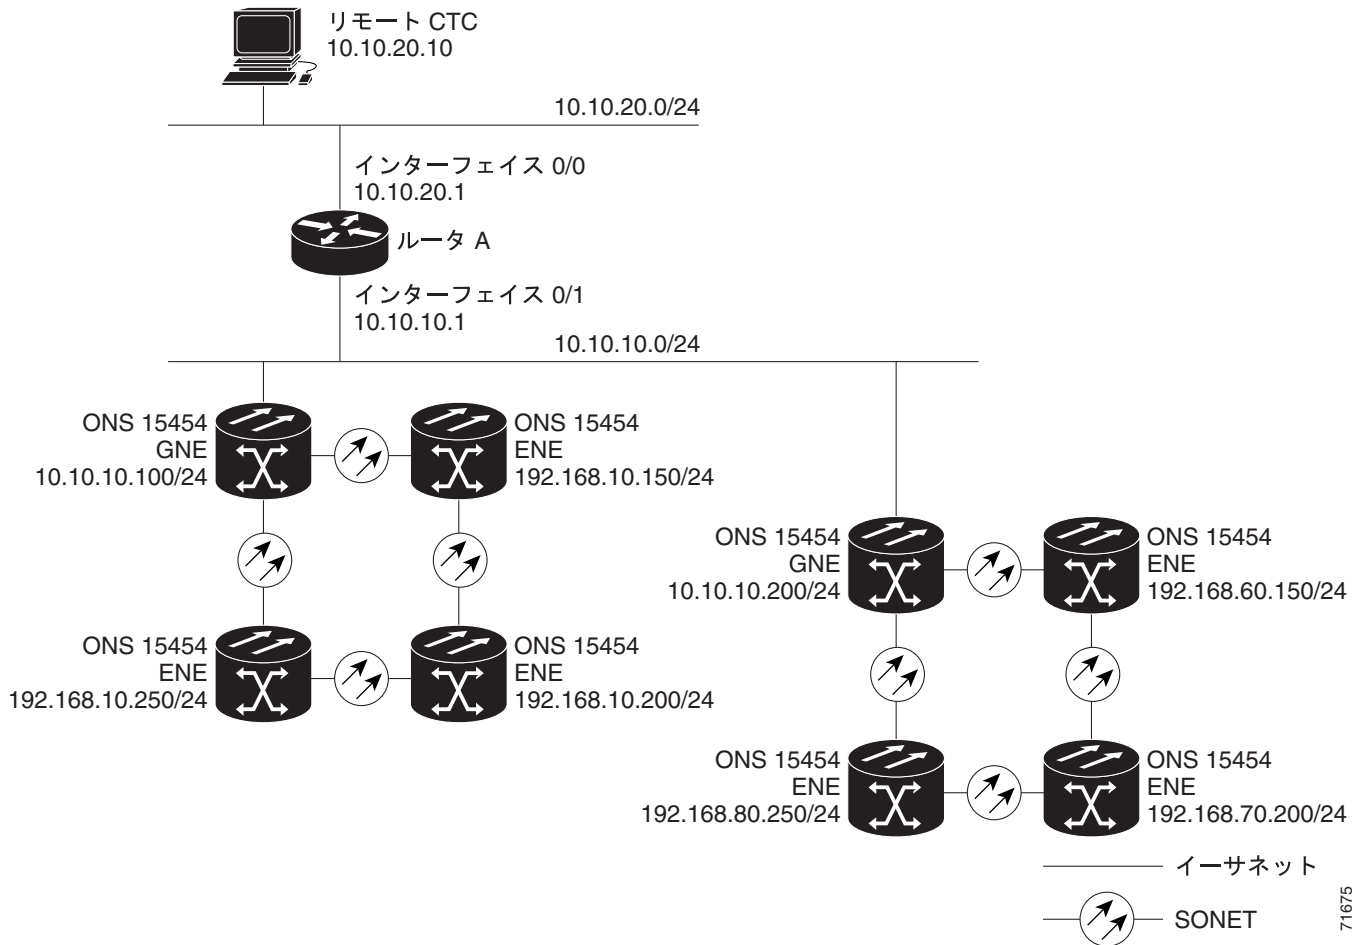 リモート CTC
10.10.20.10
10.10.20.0/24
インターフェイス 0/0
10.10.20.1
ルータ A
インターフェイス 0/1
10.10.10.1
10.10.10.0/24
ONS 15454
GNE
10.10.10.100/24
ONS 15454
ENE
192.168.10.150/24
ONS 15454
GNE
10.10.10.200/24
ONS 15454
ENE
192.168.60.150/24
ONS 15454
ENE
192.168.10.250/24
ONS 15454
ENE
192.168.10.200/24
ONS 15454
ENE
192.168.80.250/24
ONS 15454
ENE
192.168.70.200/24
イーサネット
SONET
71675